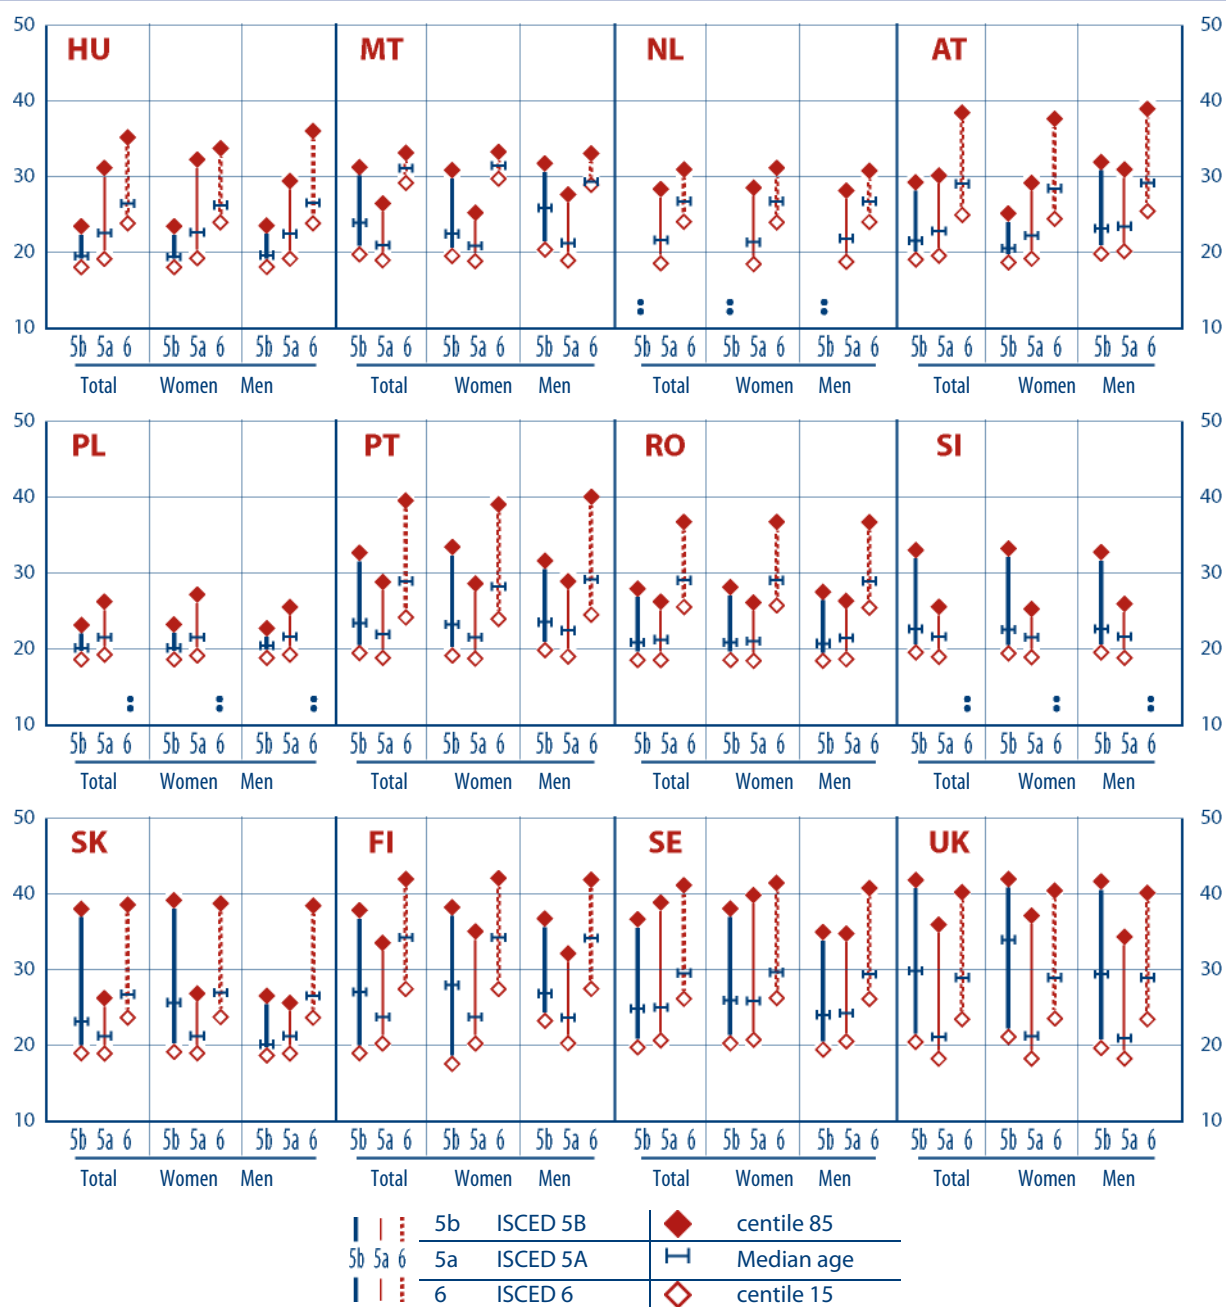 50 50
HU MT NL AT
40 40
30 30
20 20
10 10
5b 5a 6 5b 5a 6 5b 5a 6 5b 5a 6 5b 5a 6 5b 5a 6 5b 5a 6 5b 5a 6 5b 5a 6 5b 5a 6 5b 5a 6 5b 5a 6
Total Women Men Total Women Men Total Women Men Total Women Men
50 50
PL PT RO SI
40 40
30 30
20 20
10 10
5b 5a 6 5b 5a 6 5b 5a 6 5b 5a 6 5b 5a 6 5b 5a 6 5b 5a 6 5b 5a 6 5b 5a 6 5b 5a 6 5b 5a 6 5b 5a 6
Total Women Men Total Women Men Total Women Men Total Women Men
50 50
SK FI SE UK
40 40
30 30
20 20
10 10
5b 5a 6 5b 5a 6 5b 5a 6 5b 5a 6 5b 5a 6 5b 5a 6 5b 5a 6 5b 5a 6 5b 5a 6 5b 5a 6 5b 5a 6 5b 5a 6
Total Women Men Total Women Men Total Women Men Total Women Men
5b ISCED 5B centile 85
5b 5a 6 5a ISCED 5A Median age
6 ISCED 6 centile 15